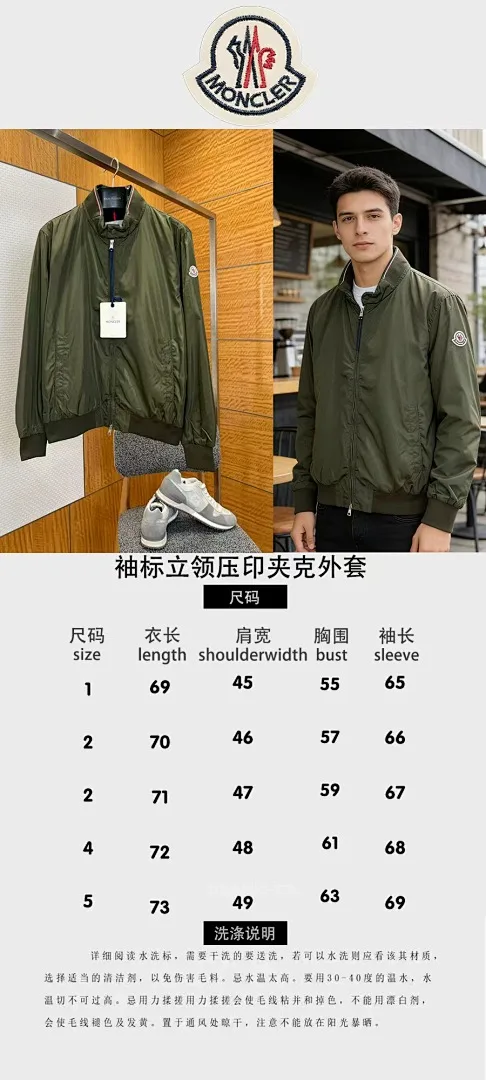 MONCLER
MONCLER
袖标立领压印夹克外套
尺码
尺码 衣长 肩宽 胸围 袖长
size length shoulderwidth bust sleeve
1 69 45 55 65
2 70 46 57 66
2 71 47 59 67
4 72 48 61 68
5 73 49 63 69
洗涤说明
详细阅读水洗标，需要干洗的要送洗，若可以水洗则应看该其材质，
选择适当的清洁剂，以免伤害毛料。忌水温太高。要用30-40度的温水，水
温切不可过高。忌用力揉搓用力揉搓会使毛线粘并和掉色，不能用漂白剂，
会使毛线褪色及发黄。置于通风处晾干，注意不能放在阳光暴晒。